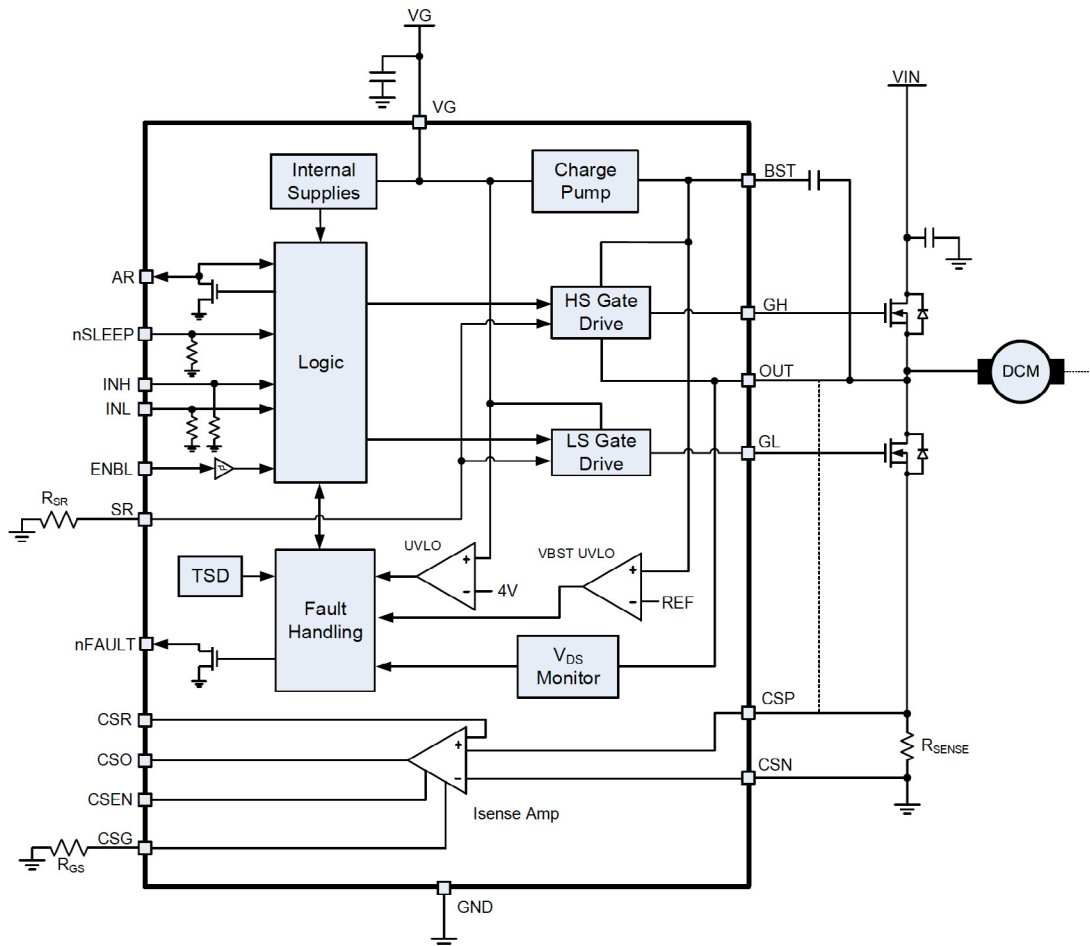 VG
VIN
VG
Internal
Supplies
Charge
Pump
BST
AR
nSLEEP
INH
INL
ENBL
RSR
SR
Logic
HS Gate
Drive
GH
OUT
DCM
LS Gate
Drive
GL
TSD
Fault
Handling
UVLO
+
−
4V
VBST UVLO
+
−
REF
nFAULT
VDS
Monitor
CSR
CSO
CSEN
CSG
RGS
+
−
Isense Amp
CSP
CSN
RSENSE
GND